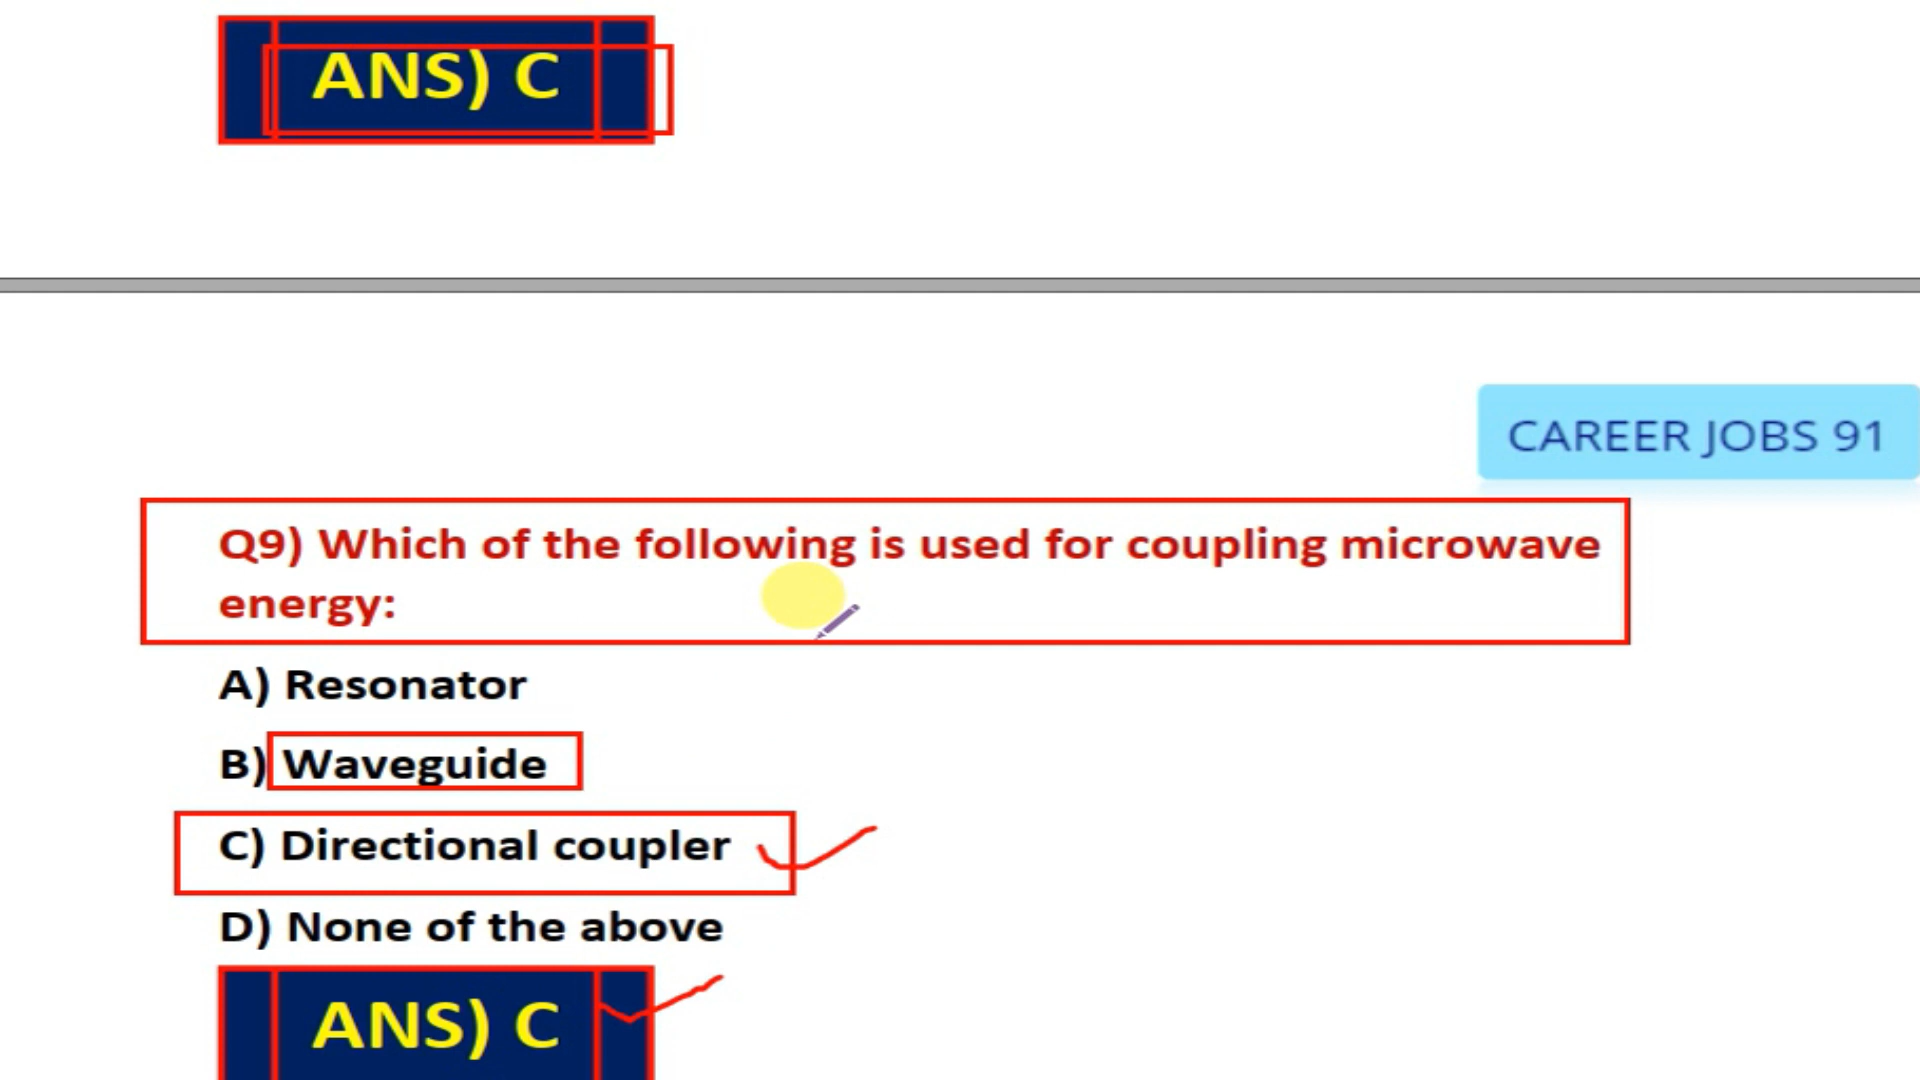 ANS) C
CAREER JOBS 91
Q9) Which of the following is used for coupling microwave
energy:
A) Resonator
B) Waveguide
C) Directional coupler
D) None of the above
ANS) C